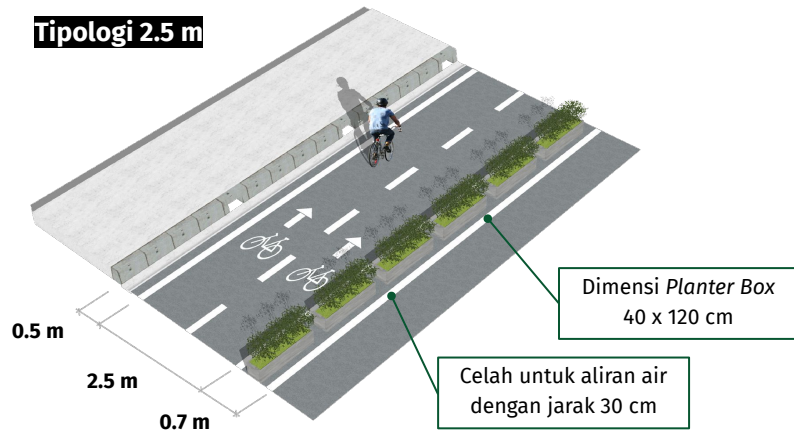 Tipologi 2.5 m
Dimensi Planter Box
40 x 120 cm
0.5 m
2.5 m
0.7 m
Celah untuk aliran air
dengan jarak 30 cm